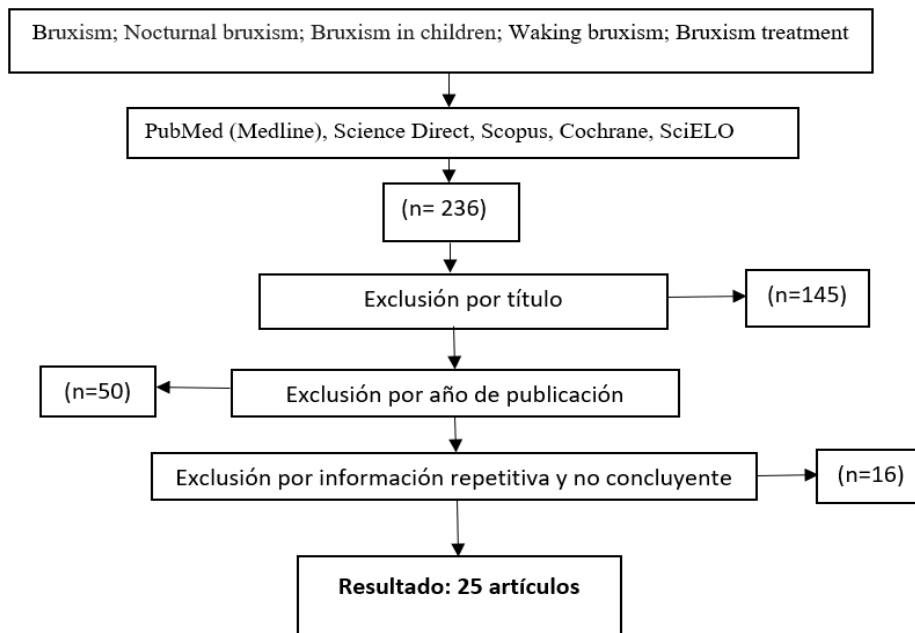 Bruxism; Nocturnal bruxism; Bruxism in children; Waking bruxism; Bruxism treatment
PubMed (Medline), Science Direct, Scopus, Cochrane, SciELO
(n= 236)
Exclusión por título
(n=145)
(n=50)
Exclusión por año de publicación
Exclusión por información repetitiva y no concluyente
(n=16)
Resultado: 25 artículos